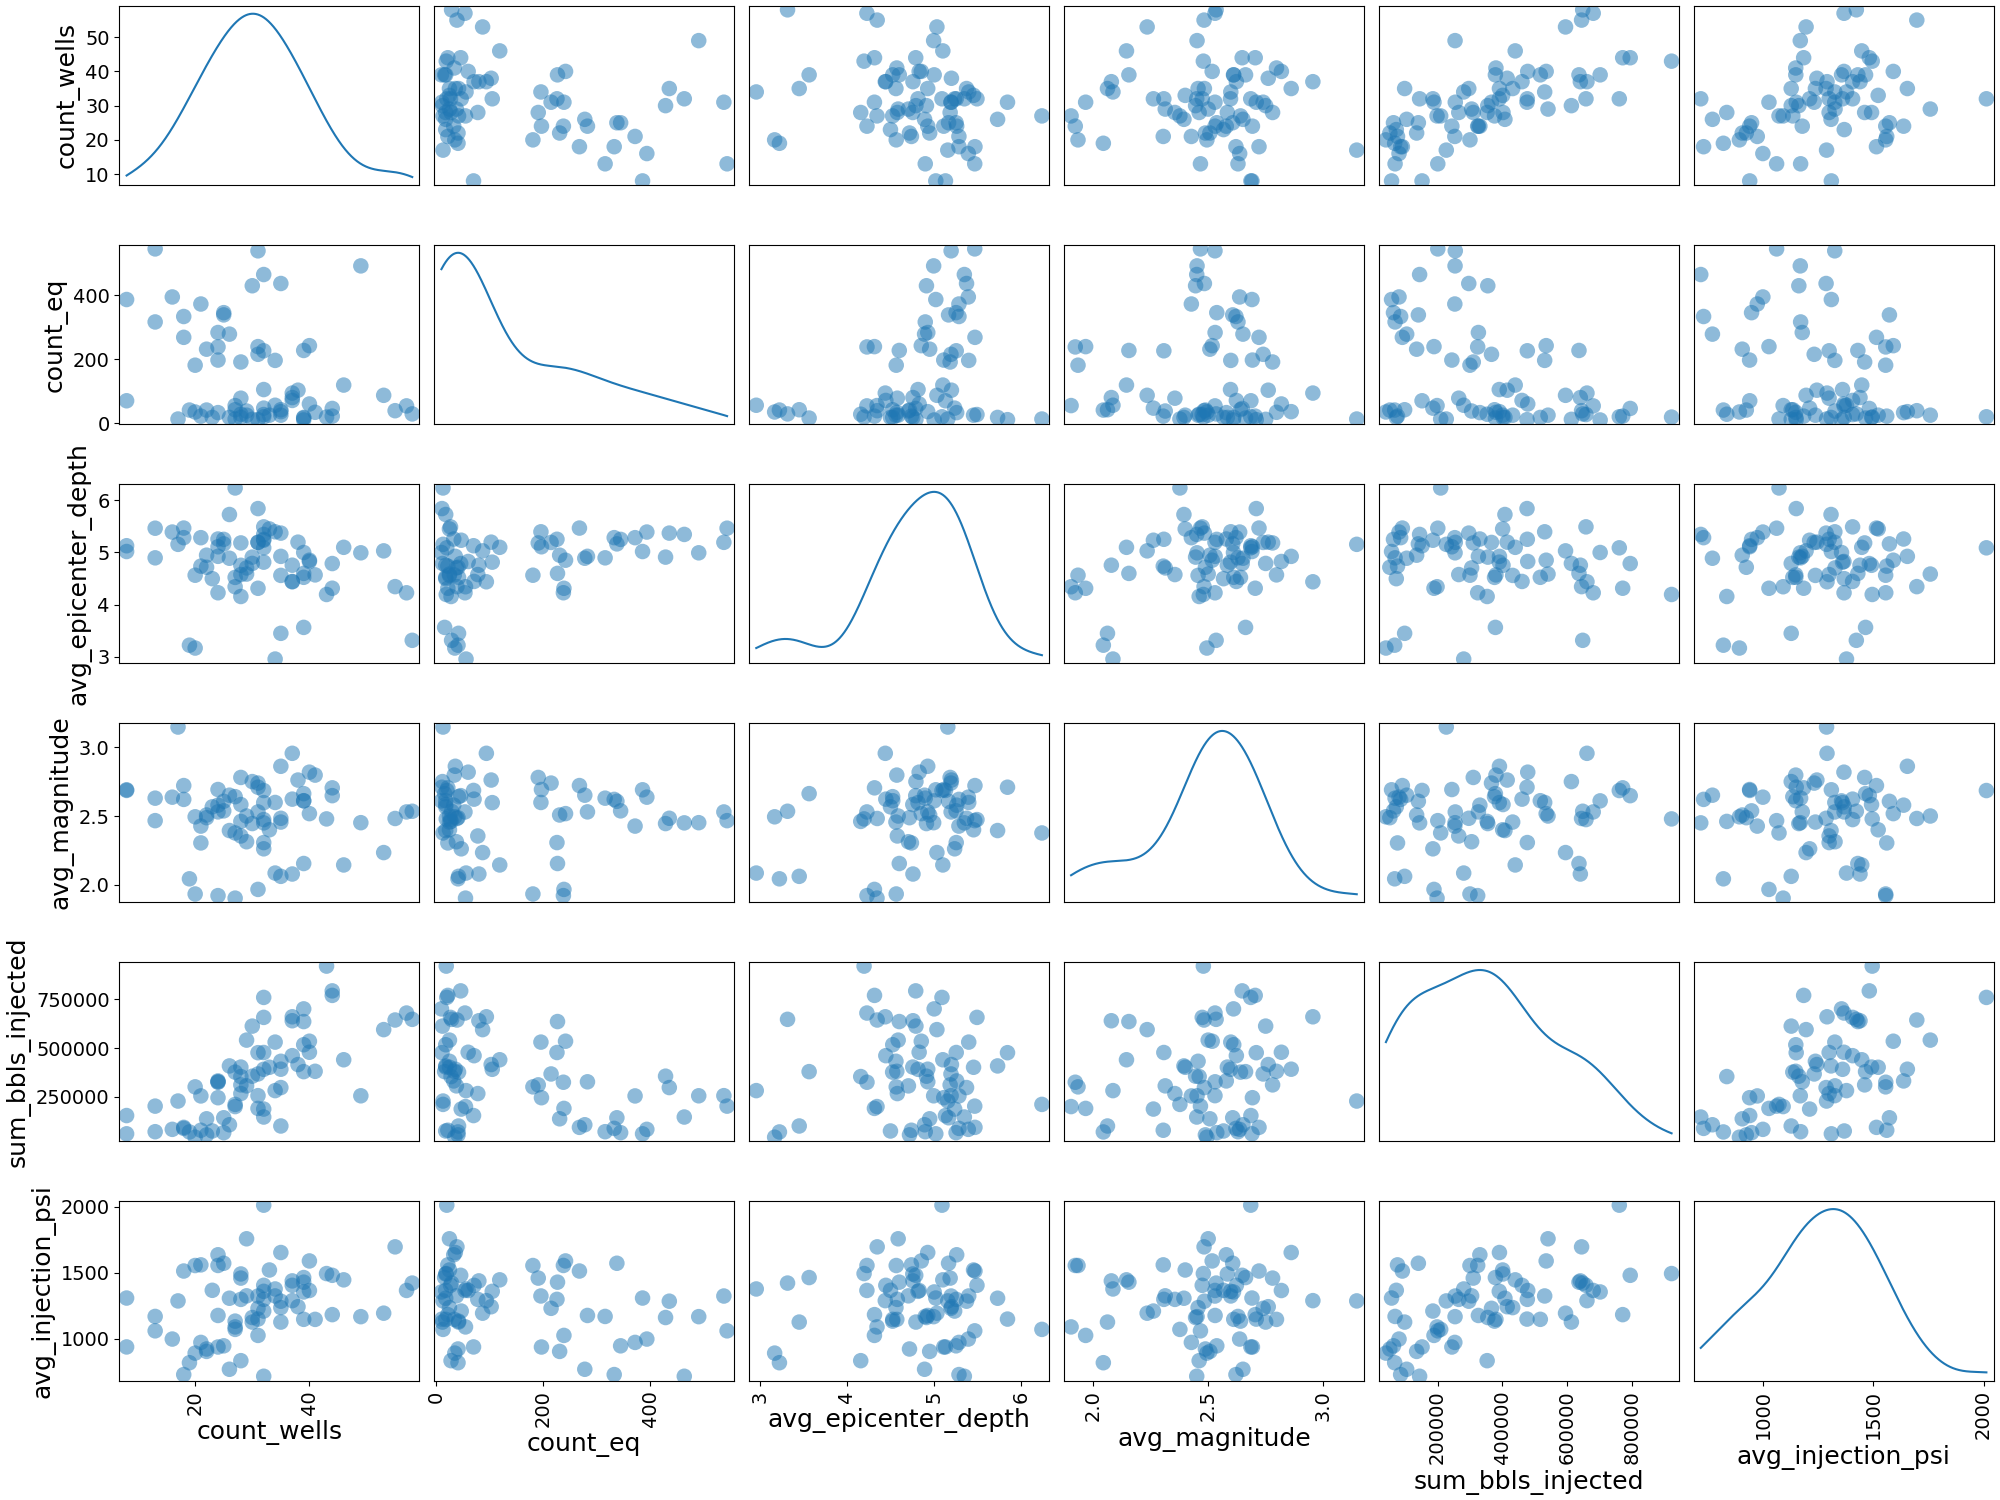 count_wells
50
40
30
20
10
count_eq
400
200
0
avg_epicenter_depth
6
5
4
3
avg_magnitude
3.0
2.5
2.0
sum_bbls_injected
750000
500000
250000
avg_injection_psi
2000
1500
1000
20 40
0 200 400
3 4 5 6
2.0 2.5 3.0
200000 400000 600000 800000
1000 1500 2000
count_wells
count_eq
avg_epicenter_depth
avg_magnitude
sum_bbls_injected
avg_injection_psi